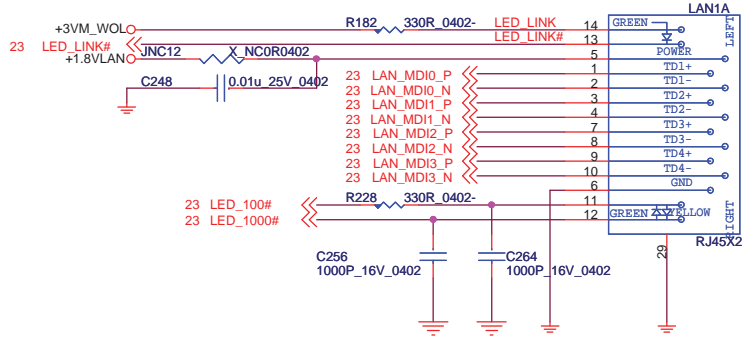 LAN1A
+3VM_WOL
R182 330R_0402-
LED_LINK
14
GREEN
LEFT
23 LED_LINK#
LED_LINK#
13
+1.8VLAN
JNC12
X_NC0R0402
5
POWER
C248
0.01u_25V_0402
23 LAN_MDI0_P
1
TD1+
23 LAN_MDI0_N
2
TD1-
23 LAN_MDI1_P
3
TD2+
23 LAN_MDI1_N
4
TD2-
23 LAN_MDI2_P
7
TD3+
23 LAN_MDI2_N
8
TD3-
23 LAN_MDI3_P
9
TD4+
23 LAN_MDI3_N
10
TD4-
6
GND
23 LED_100#
R228 330R_0402-
11
23 LED_1000#
12
GREEN
YELLOW
RIGHT
RJ45X2
29
C256
1000P_16V_0402
C264
1000P_16V_0402